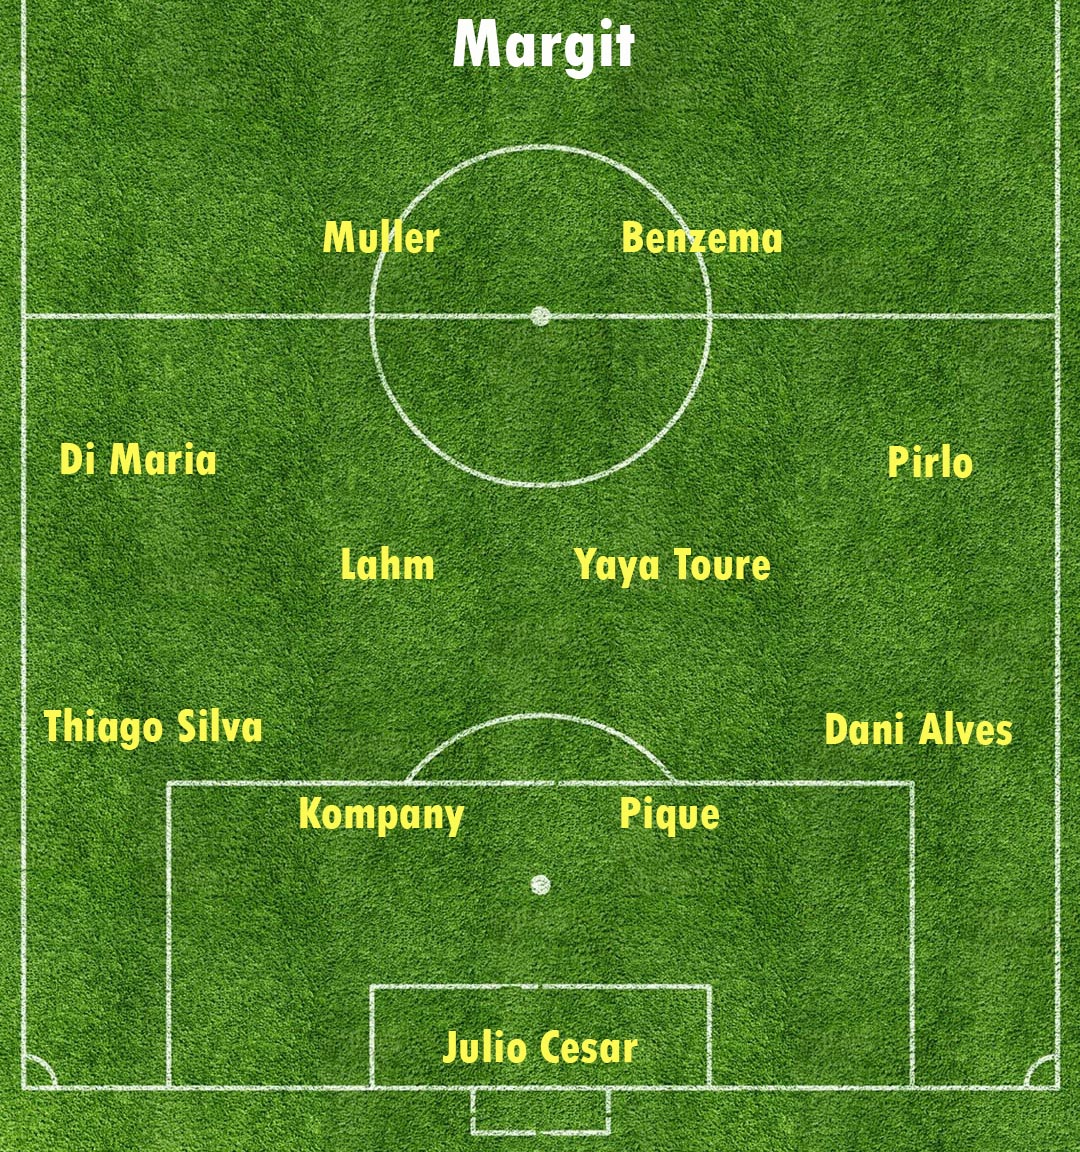 Margit
Muller
Benzema
Di Maria
Pirlo
Lahm
Yaya Toure
Thiago Silva
Dani Alves
Kompany
Pique
Julio Cesar